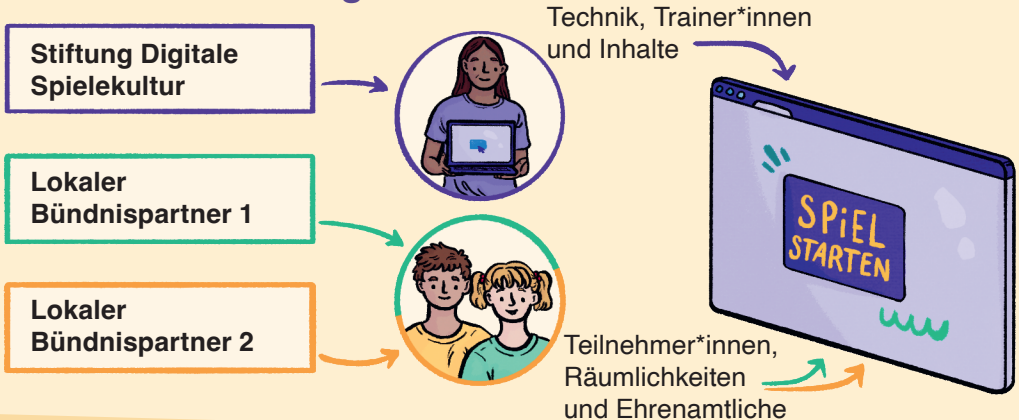 Stiftung Digitale
Spielekultur
Technik, Trainer*innen
und Inhalte
Lokaler
Bündnispartner 1
SPiEL
STARTEN
Lokaler
Bündnispartner 2
Teilnehmer*innen,
Räumlichkeiten
und Ehrenamtliche